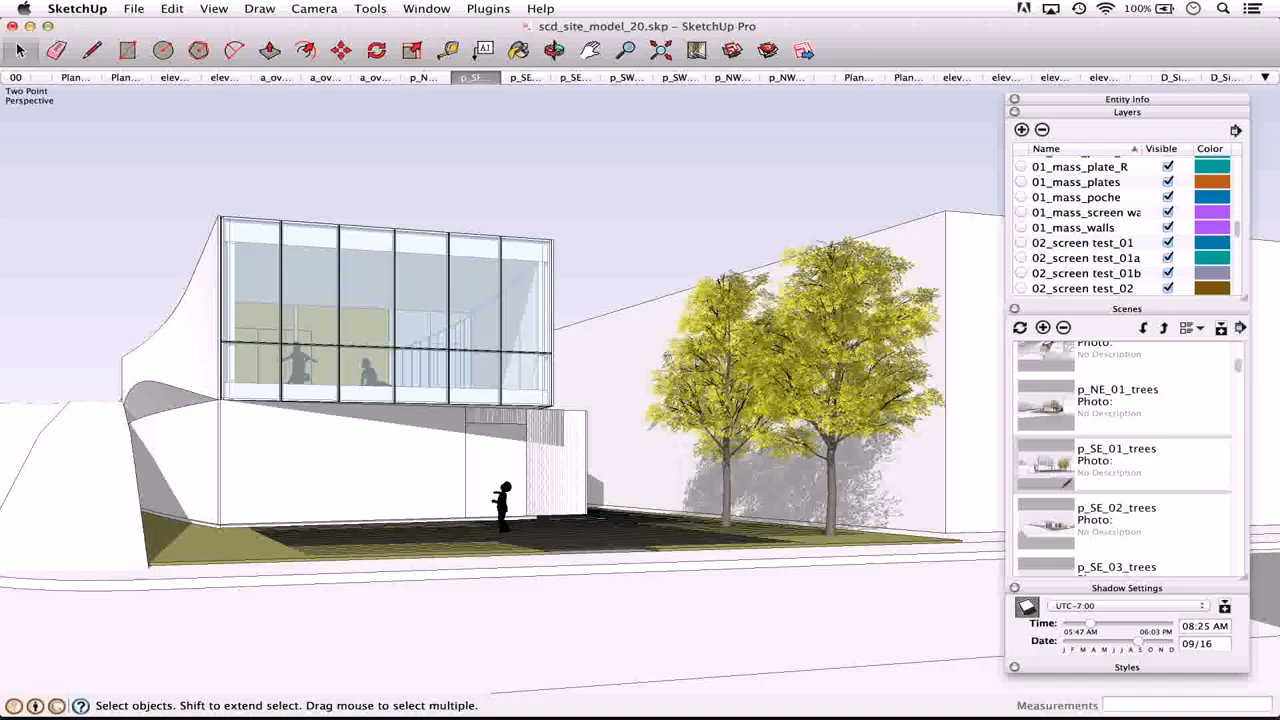 SketchUp File Edit View Draw Camera Tools Window Plugins Help 100%
scd_site_model_20.skp – SketchUp Pro
A1
00 Plan... Plan... elev... elev... a_ov... a_ov... a_ov... p_N... p_SE... p_SE... p_SE... p_SW... p_SW... p_NW... p_NW... Plan... Plan... elev... elev... elev... elev... D_Si... D_Si...
Two Point
Perspective
Entity Info
Layers
Name Visible Color
01_mass_plate_R
01_mass_plates
01_mass_poche
01_mass_screen wa
01_mass_walls
02_screen test_01
02_screen test_01a
02_screen test_01b
02_screen test_02
Scenes
Photo:
No Description
p_NE_01_trees
Photo:
No Description
p_SE_01_trees
Photo:
No Description
p_SE_02_trees
Photo:
No Description
p_SE_03_trees
Shadow Settings
UTC-7:00
Time: 05:47 AM 06:03 PM 08:25 AM
Date: J F M A M J J A S O N D 09/16
Styles
Select objects. Shift to extend select. Drag mouse to select multiple.
Measurements